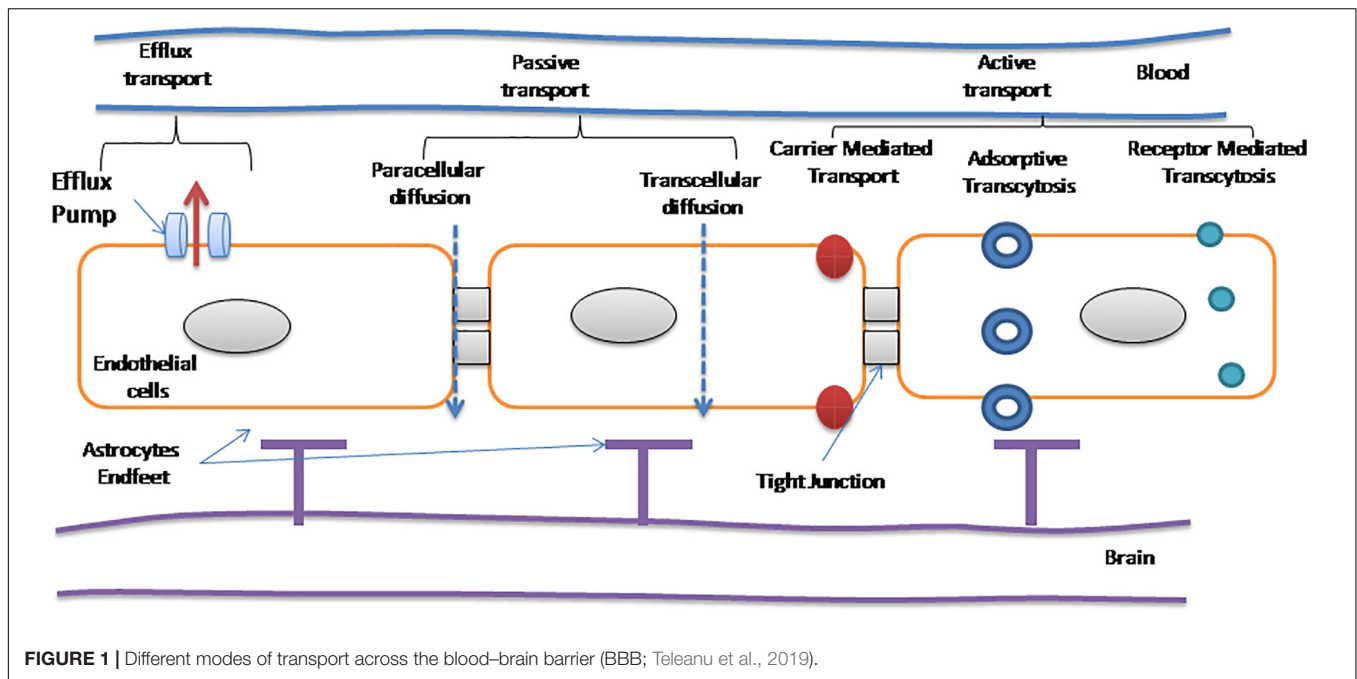 Efflux
transport
Passive
transport
Active
transport
Blood
Efflux
Pump
Paracellular
diffusion
Transcellular
diffusion
Carrier Mediated
Transport
Adsorptive
Transcytosis
Receptor Mediated
Transcytosis
Endothelial
cells
Astrocytes
Endfeet
Tight Junction
Brain
FIGURE 1 | Different modes of transport across the blood–brain barrier (BBB; Teleanu et al., 2019).